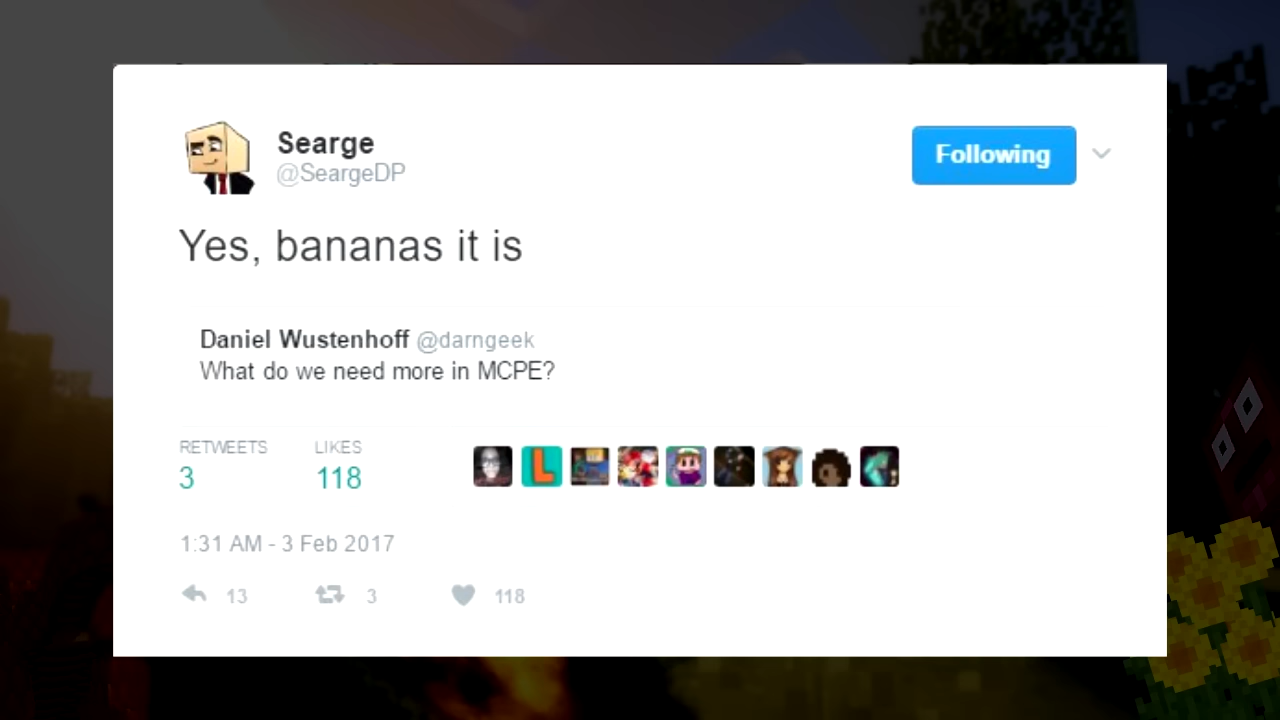 Searge
@SeargeDP
Following
Yes, bananas it is
Daniel Wustenhoff @darngeek
What do we need more in MCPE?
RETWEETS LIKES
3 118
L
1:31 AM - 3 Feb 2017
13 3 118